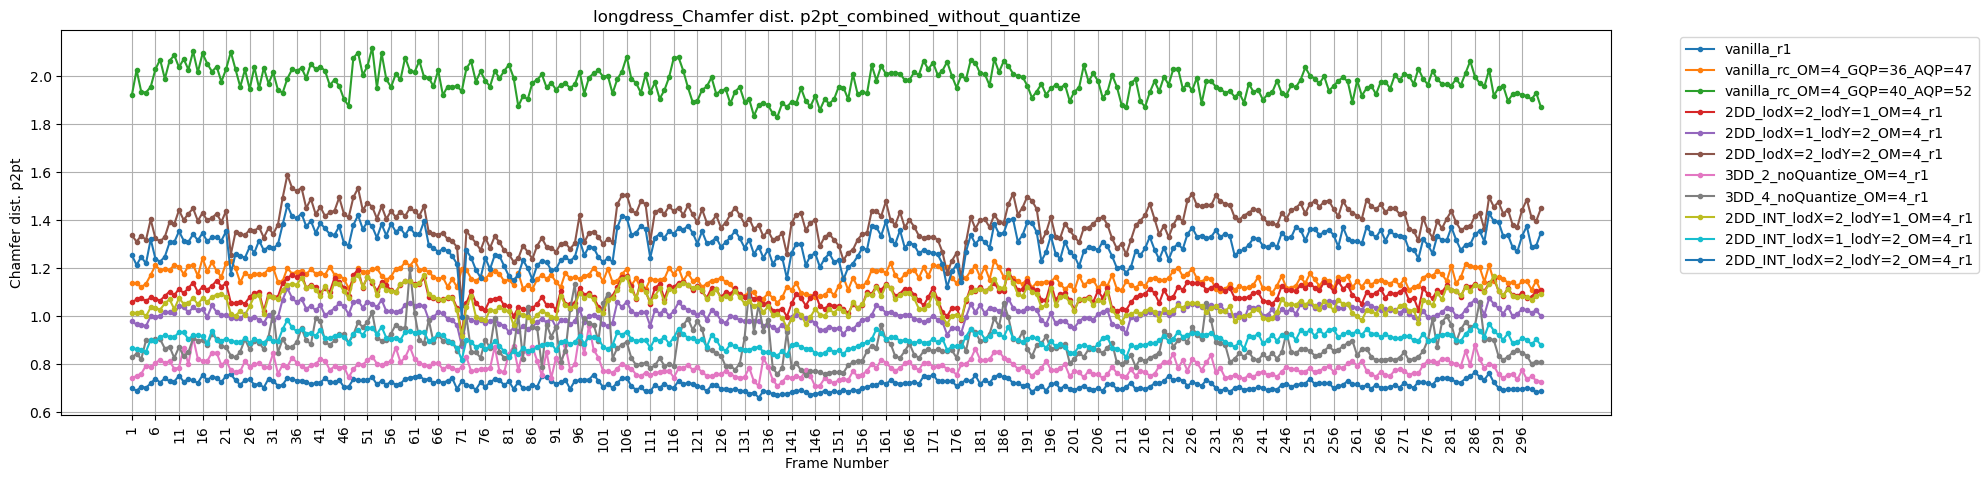 longdress_Chamfer dist. p2pt_combined_without_quantize
Chamfer dist. p2pt
2.0
1.8
1.6
1.4
1.2
1.0
0.8
0.6
1 6 11 16 21 26 31 36 41 46 51 56 61 66 71 76 81 86 91 96 101 106 111 116 121 126 131 136 141 146 151 156 161 166 171 176 181 186 191 196 201 206 211 216 221 226 231 236 241 246 251 256 261 266 271 276 281 286 291 296
Frame Number
vanilla_r1
vanilla_rc_OM=4_GQP=36_AQP=47
vanilla_rc_OM=4_GQP=40_AQP=52
2DD_lodX=2_lodY=1_OM=4_r1
2DD_lodX=1_lodY=2_OM=4_r1
2DD_lodX=2_lodY=2_OM=4_r1
3DD_2_noQuantize_OM=4_r1
3DD_4_noQuantize_OM=4_r1
2DD_INT_lodX=2_lodY=1_OM=4_r1
2DD_INT_lodX=1_lodY=2_OM=4_r1
2DD_INT_lodX=2_lodY=2_OM=4_r1